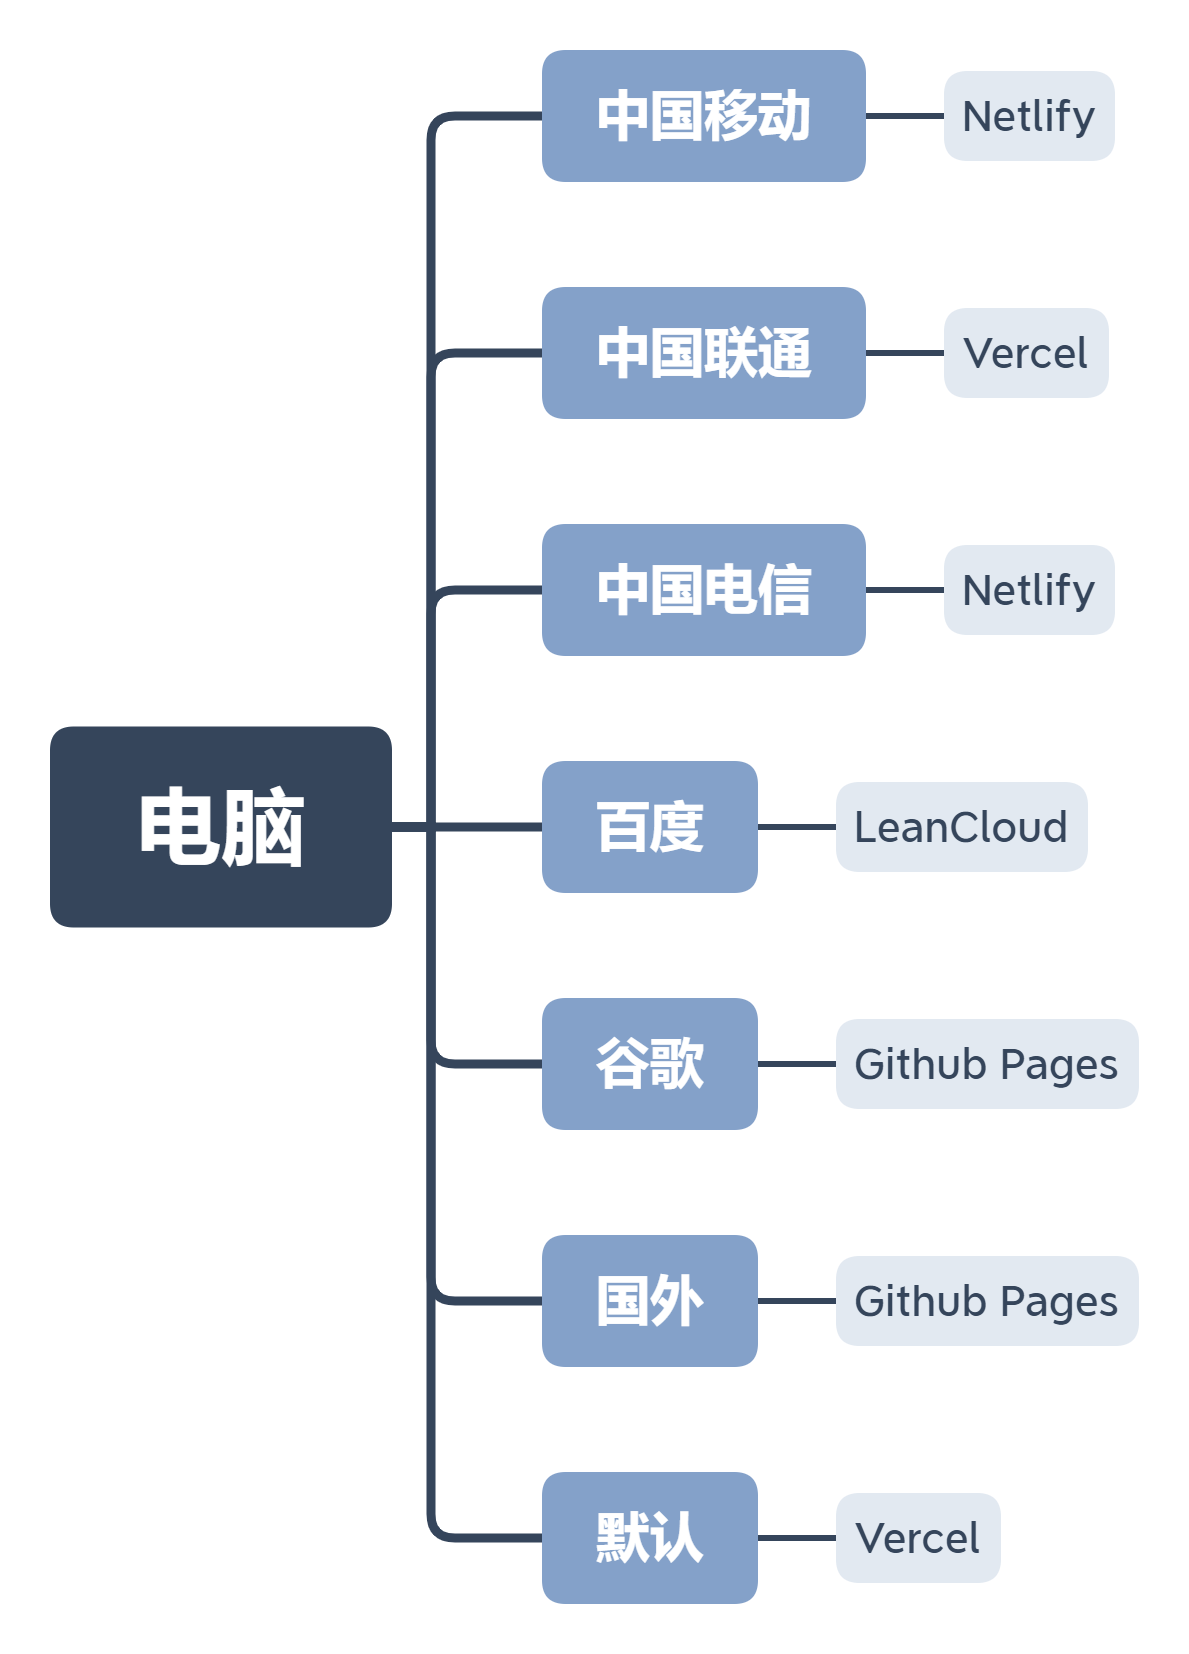 中国移动 Netlify
中国联通 Vercel
中国电信 Netlify
电脑
百度 LeanCloud
谷歌 Github Pages
国外 Github Pages
默认 Vercel